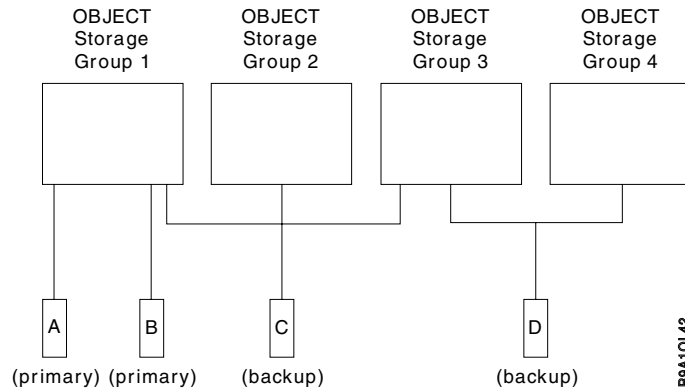 OBJECT
Storage
Group 1
OBJECT
Storage
Group 2
OBJECT
Storage
Group 3
OBJECT
Storage
Group 4
A
B
C
D
(primary)
(primary)
(backup)
(backup)